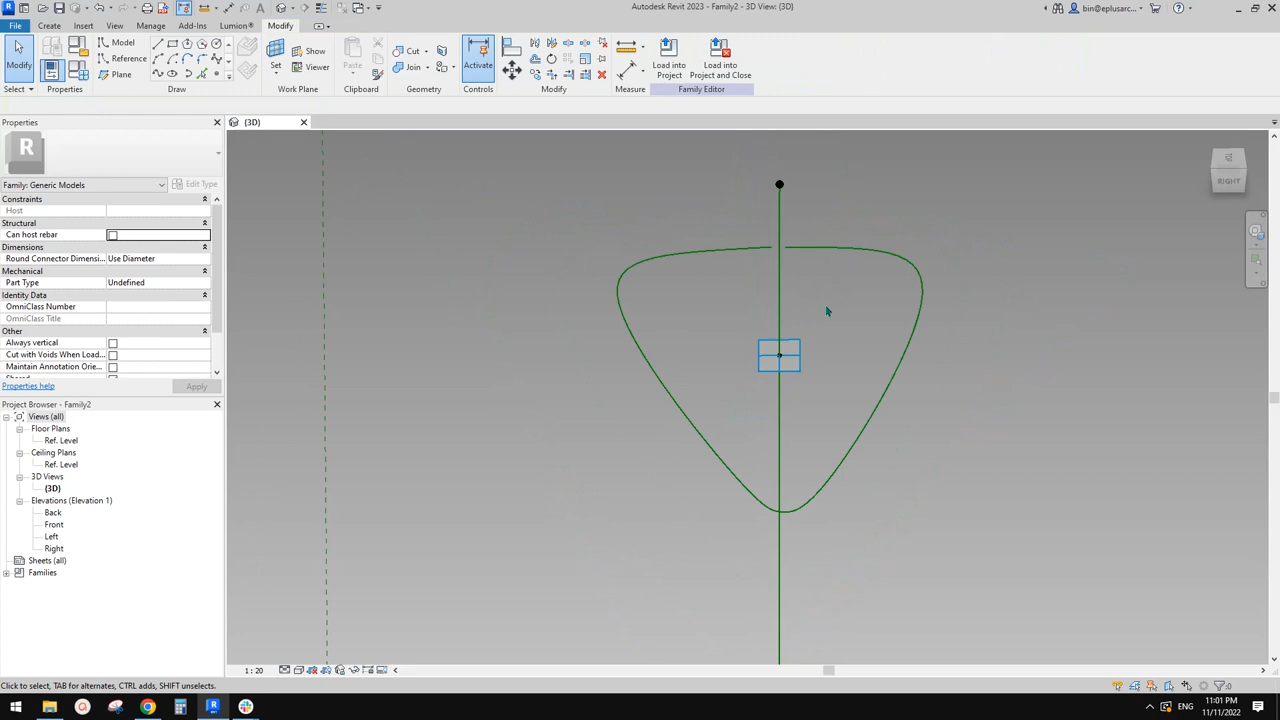 Autodesk Revit 2023 - Family2 - 3D View: {3D}
bin@eplusarc...
File Create Insert View Manage Add-Ins Lumion® Modify
Modify
Select
Properties
Model
Reference
Plane
Draw
Set
Show
Viewer
Work Plane
Paste
Clipboard
Cut
Join
Geometry
Activate
Controls
Modify
Measure
Load into
Project
Load into
Project and Close
Family Editor
Properties
{3D}
R
Family: Generic Models
Edit Type
Constraints
Host
Structural
Can host rebar
Dimensions
Round Connector Dimensi... Use Diameter
Mechanical
Part Type Undefined
Identity Data
OmniClass Number
OmniClass Title
Other
Always vertical
Cut with Voids When Load...
Maintain Annotation Orie...
Properties help
Apply
Project Browser - Family2
Views (all)
Floor Plans
Ref. Level
Ceiling Plans
Ref. Level
3D Views
{3D}
Elevations (Elevation 1)
Back
Front
Left
Right
Sheets (all)
Families
RIGHT
1 : 20
Click to select, TAB for alternates, CTRL adds, SHIFT unselects.
:0
ENG
11:01 PM
11/11/2022